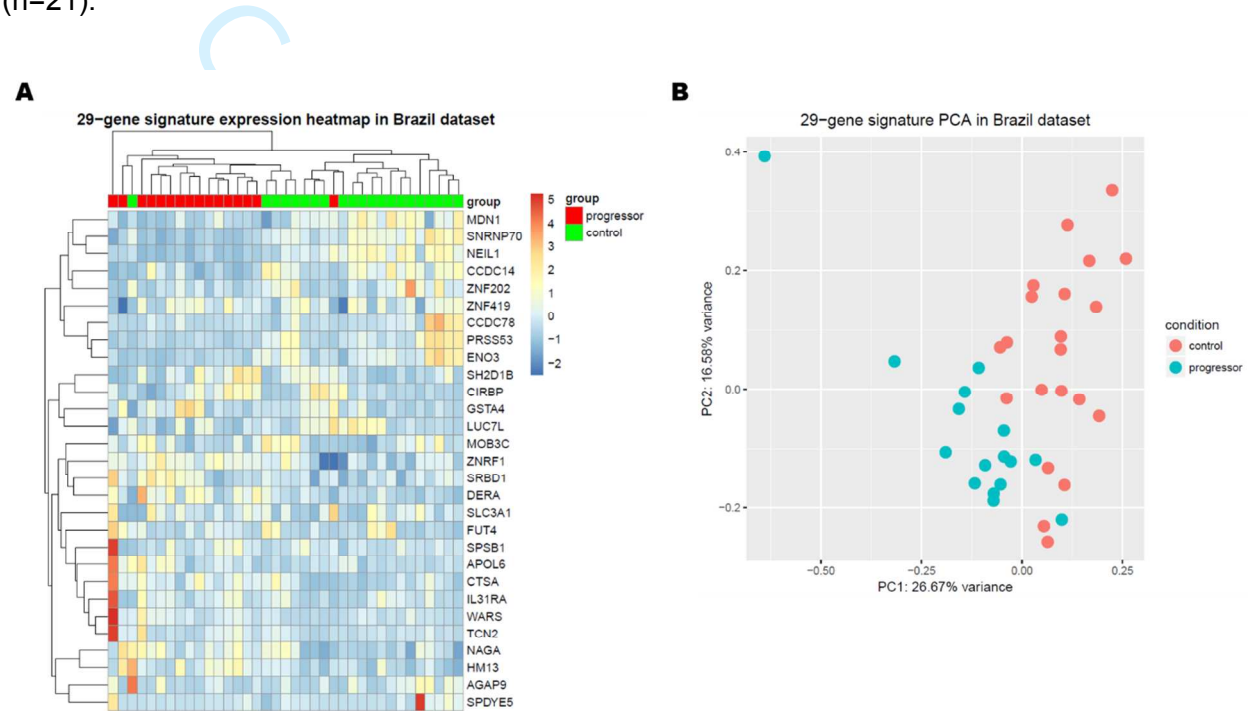 (n=21).
A
B
29−gene signature expression heatmap in Brazil dataset
group
MDN1
SNRNP70
NEIL1
CCDC14
ZNF202
ZNF419
CCDC78
PRSS53
ENO3
SH2D1B
CIRBP
GSTA4
LUC7L
MOB3C
ZNRF1
SRBD1
DERA
SLC3A1
FUT4
SPSB1
APOL6
CTSA
IL31RA
WARS
TCN2
NAGA
HM13
AGAP9
SPDYE5
5
4
3
2
1
0
−1
−2
group
progressor
control
29−gene signature PCA in Brazil dataset
PC2: 16.58% variance
0.4
0.2
0.0
−0.2
−0.50
−0.25
0.00
0.25
PC1: 26.67% variance
condition
control
progressor